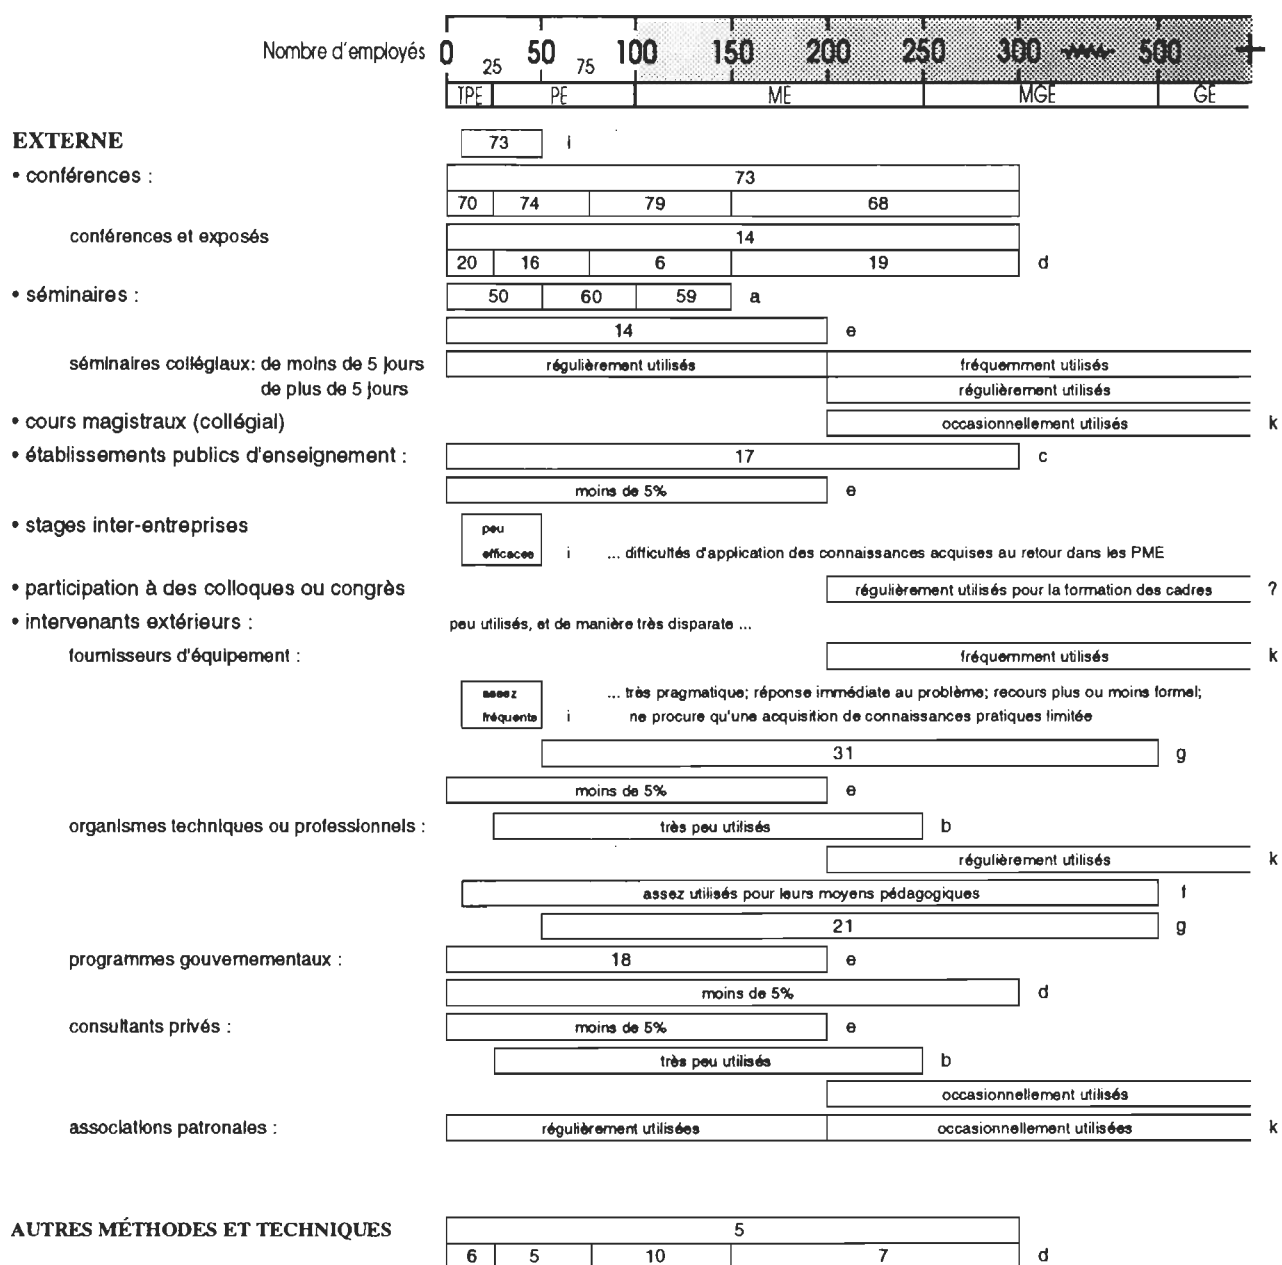 Nombre d'employés 0 25 50 75 100 150 200 250 300 500 +
TPE PE ME MGE GE
EXTERNE 73 i
• conférences : 73
70 74 79 68
conférences et exposés 14
20 16 6 19 d
• séminaires : 50 60 59 a
14 e
séminaires collégiaux: de moins de 5 jours régulièrement utilisés fréquemment utilisés
de plus de 5 jours régulièrement utilisés
• cours magistraux (collégial) occasionnellement utilisés k
• établissements publics d'enseignement : 17 c
moins de 5% e
• stages inter-entreprises peu
efficaces i ... difficultés d'application des connaissances acquises au retour dans les PME
• participation à des colloques ou congrès régulièrement utilisés pour la formation des cadres ?
• intervenants extérieurs : peu utilisés, et de manière très disparate ...
fournisseurs d'équipement : fréquemment utilisés k
assez ... très pragmatique; réponse immédiate au problème; recours plus ou moins formel;
fréquente i ne procure qu'une acquisition de connaissances pratiques limitée
31 g
moins de 5% e
organismes techniques ou professionnels : très peu utilisés b
régulièrement utilisés k
assez utilisés pour leurs moyens pédagogiques f
21 g
programmes gouvernementaux : 18 e
moins de 5% d
consultants privés : moins de 5% e
très peu utilisés b
occasionnellement utilisés
associations patronales : régulièrement utilisées occasionnellement utilisées k
AUTRES MÉTHODES ET TECHNIQUES 5
6 5 10 7 d